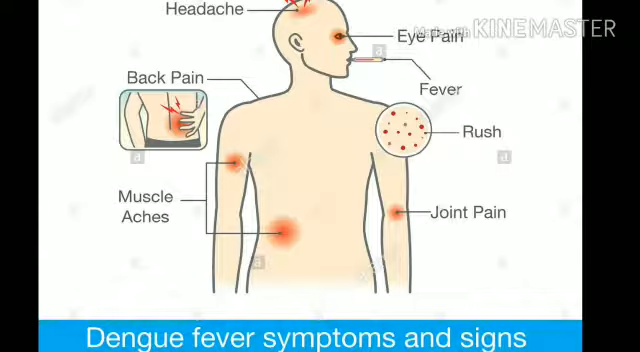 Headache
Made with KINEMASTER
Eye Pain
Back Pain
Fever
Rush
Muscle
Aches
Joint Pain
Dengue fever symptoms and signs